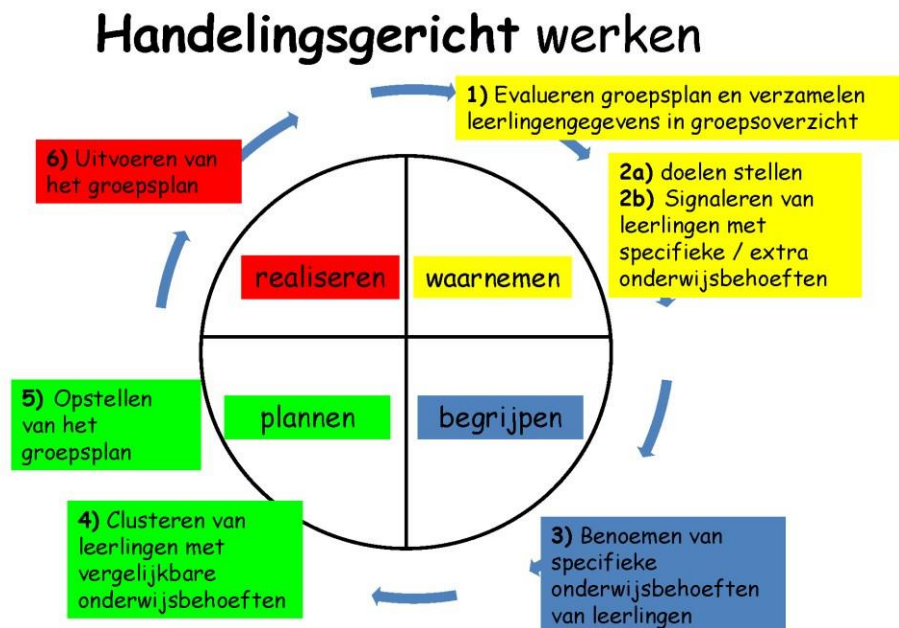 Handelingsgericht werken
1) Evalueren groepsplan en verzamelen
leerlingengegevens in groepsoverzicht
2a) doelen stellen
2b) Signaleren van
leerlingen met
specifieke / extra
onderwijsbehoeften
3) Benoemen van
specifieke
onderwijsbehoeften
van leerlingen
4) Clusteren van
leerlingen met
vergelijkbare
onderwijsbehoeften
5) Opstellen
van het
groepsplan
6) Uitvoeren van
het groepsplan
realiseren
waarnemen
plannen
begrijpen